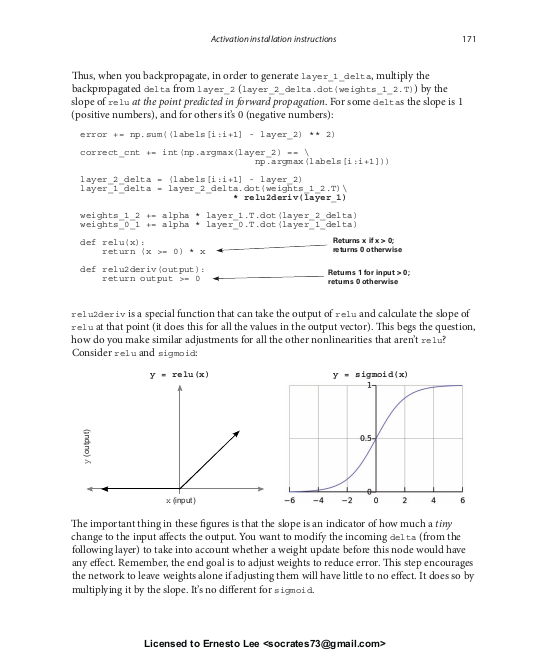 Activation installation instructions 171
Thus, when you backpropagate, in order to generate layer_1_delta, multiply the
backpropagated delta from layer_2 (layer_2_delta.dot(weights_1_2.T)) by the
slope of relu at the point predicted in forward propagation. For some deltas the slope is 1
(positive numbers), and for others it's 0 (negative numbers):
error += np.sum((labels[i:i+1] - layer_2) ** 2)
correct_cnt += int(np.argmax(layer_2) == \
np.argmax(labels[i:i+1]))
layer_2_delta = (labels[i:i+1] - layer_2)
layer_1_delta = layer_2_delta.dot(weights_1_2.T)\
* relu2deriv(layer_1)
weights_1_2 += alpha * layer_1.T.dot(layer_2_delta)
weights_0_1 += alpha * layer_0.T.dot(layer_1_delta)
def relu(x):
return (x >= 0) * x
Returns x if x > 0;
returns 0 otherwise
def relu2deriv(output):
return output >= 0
Returns 1 for input > 0;
returns 0 otherwise
relu2deriv is a special function that can take the output of relu and calculate the slope of
relu at that point (it does this for all the values in the output vector). This begs the question,
how do you make similar adjustments for all the other nonlinearities that aren't relu?
Consider relu and sigmoid:
y = relu(x)
y (output)
x (input)
y = sigmoid(x)
1
0.5
0
−6 −4 −2 0 2 4 6
The important thing in these figures is that the slope is an indicator of how much a tiny
change to the input affects the output. You want to modify the incoming delta (from the
following layer) to take into account whether a weight update before this node would have
any effect. Remember, the end goal is to adjust weights to reduce error. This step encourages
the network to leave weights alone if adjusting them will have little to no effect. It does so by
multiplying it by the slope. It's no different for sigmoid.
Licensed to Ernesto Lee <socrates73@gmail.com>